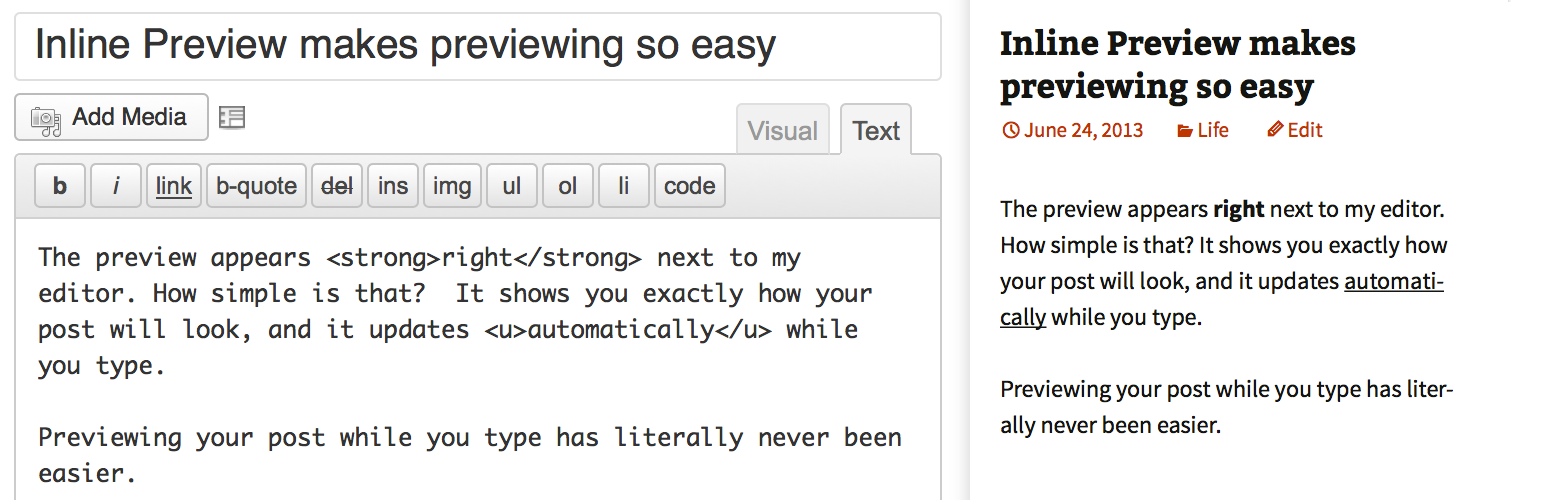 Inline Preview makes previewing so easy
Add Media
Visual Text
b i link b-quote del ins img ul ol li code
The preview appears <strong>right</strong> next to my
editor. How simple is that?  It shows you exactly how your
post will look, and it updates <u>automatically</u> while
you type.
Previewing your post while you type has literally never been
easier.
Inline Preview makes
previewing so easy
June 24, 2013 Life Edit
The preview appears right next to my editor.
How simple is that? It shows you exactly how
your post will look, and it updates automati-
cally while you type.
Previewing your post while you type has liter-
ally never been easier.